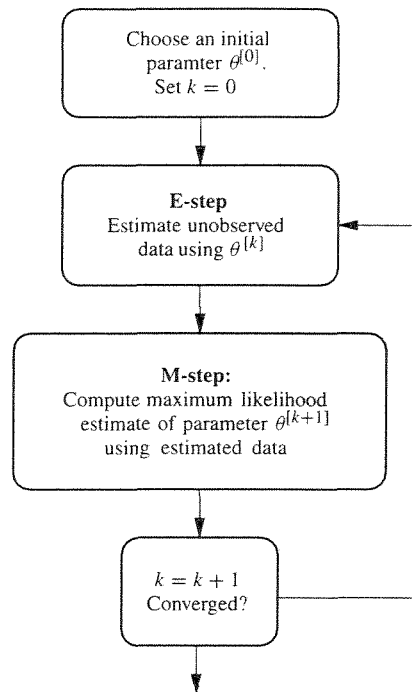 Choose an initial
paramter θ^[0].
Set k = 0
E-step
Estimate unobserved
data using θ^[k]
M-step:
Compute maximum likelihood
estimate of parameter θ^[k+1]
using estimated data
k = k + 1
Converged?